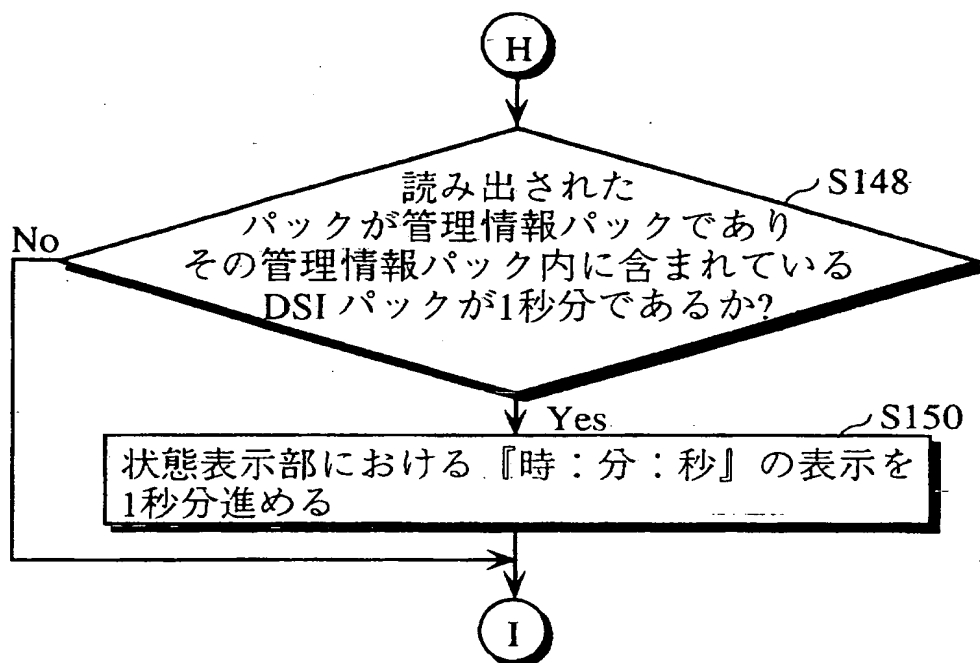 H
読み出された
パックが管理情報パックであり
その管理情報パック内に含まれている
DSI パックが1秒分であるか?
S148
No
Yes
S150
状態表示部における『時：分：秒』の表示を
1秒分進める
I